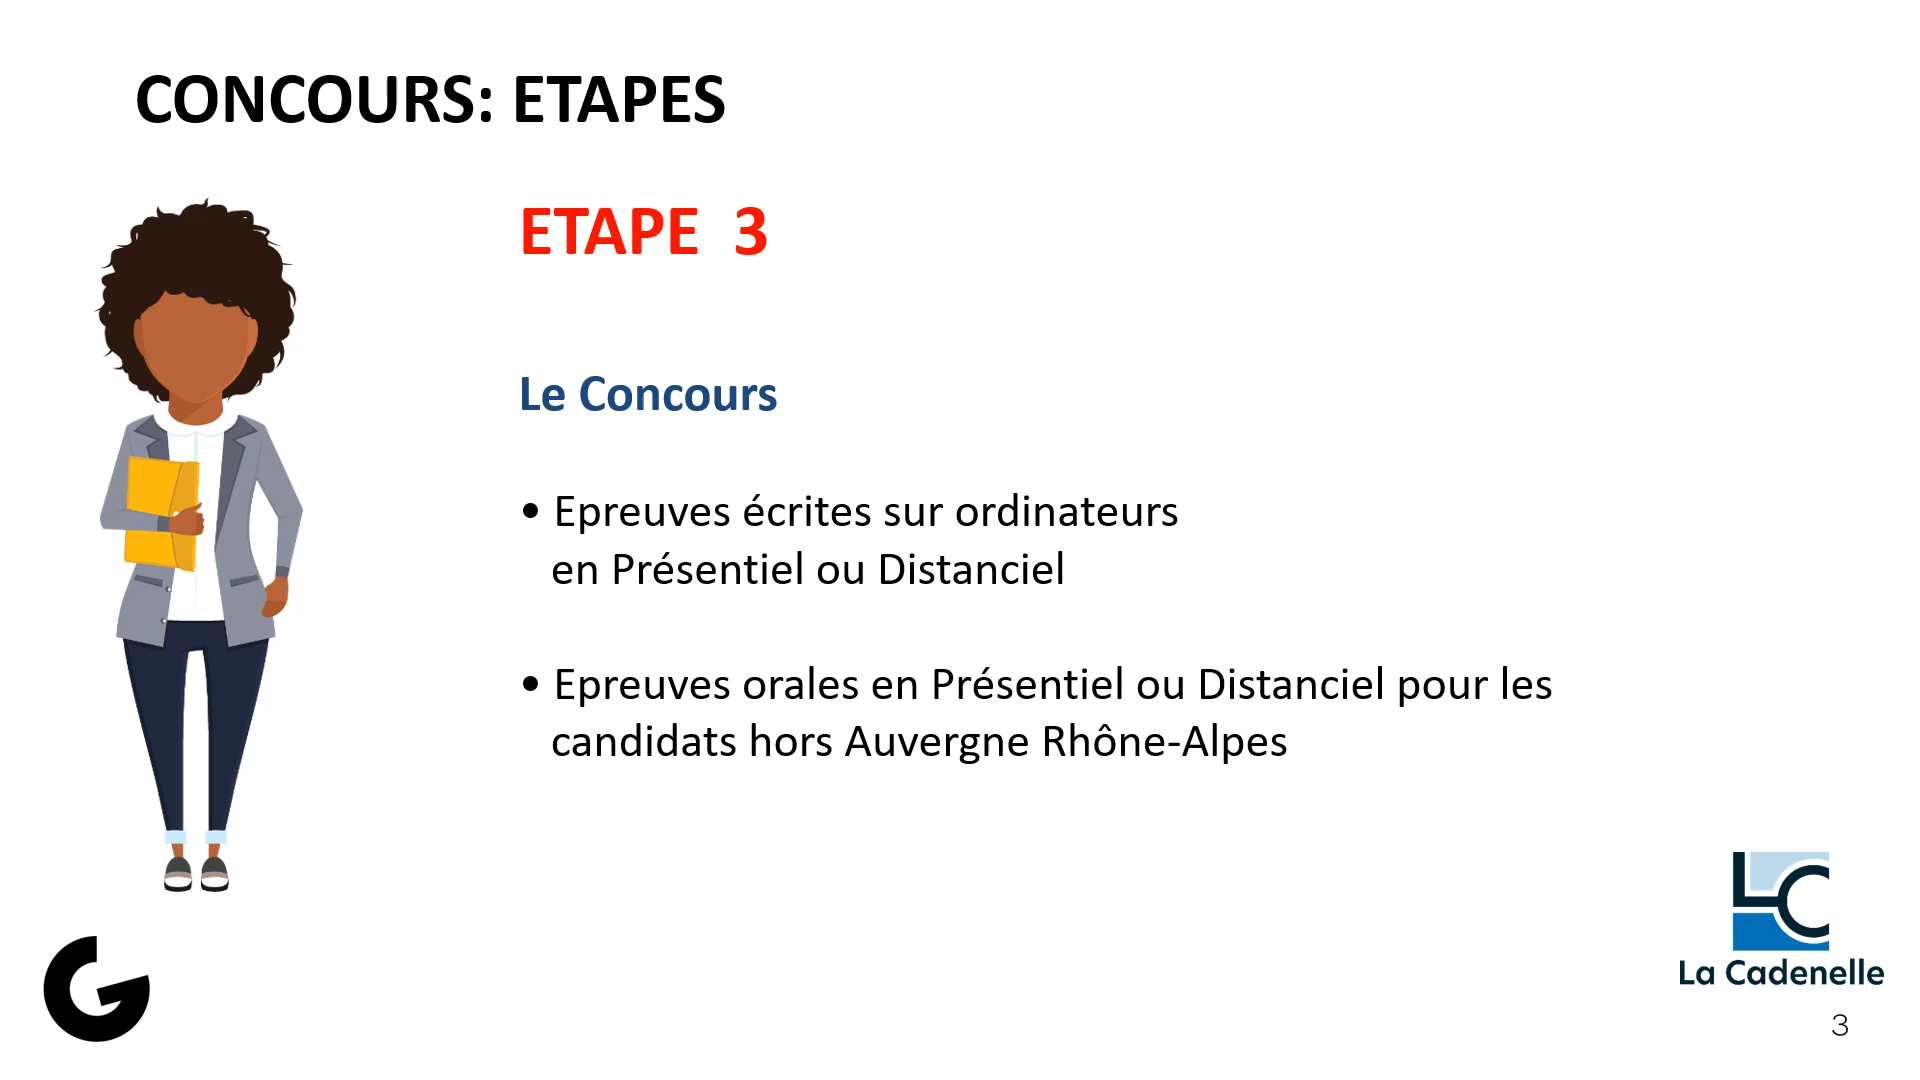 CONCOURS: ETAPES
ETAPE 3
Le Concours
• Epreuves écrites sur ordinateurs
en Présentiel ou Distanciel
• Epreuves orales en Présentiel ou Distanciel pour les
candidats hors Auvergne Rhône-Alpes
G
LC
La Cadenelle
3